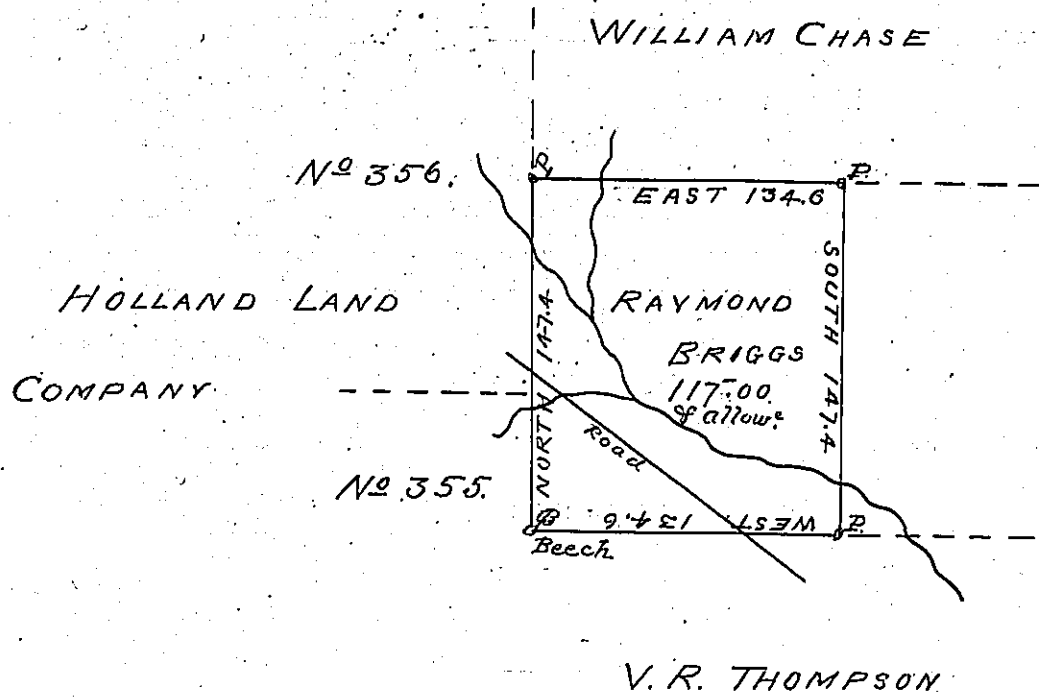 WILLIAM CHASE
Nº 356.
P.
P.
EAST 134.6
SOUTH 147.4
HOLLAND LAND
COMPANY
NORTH 147.4
RAYMOND
BRIGGS
117.00.
& allowᵉ
Road
Nº 355.
WEST 134.6
B
P.
Beech
V. R. THOMPSON